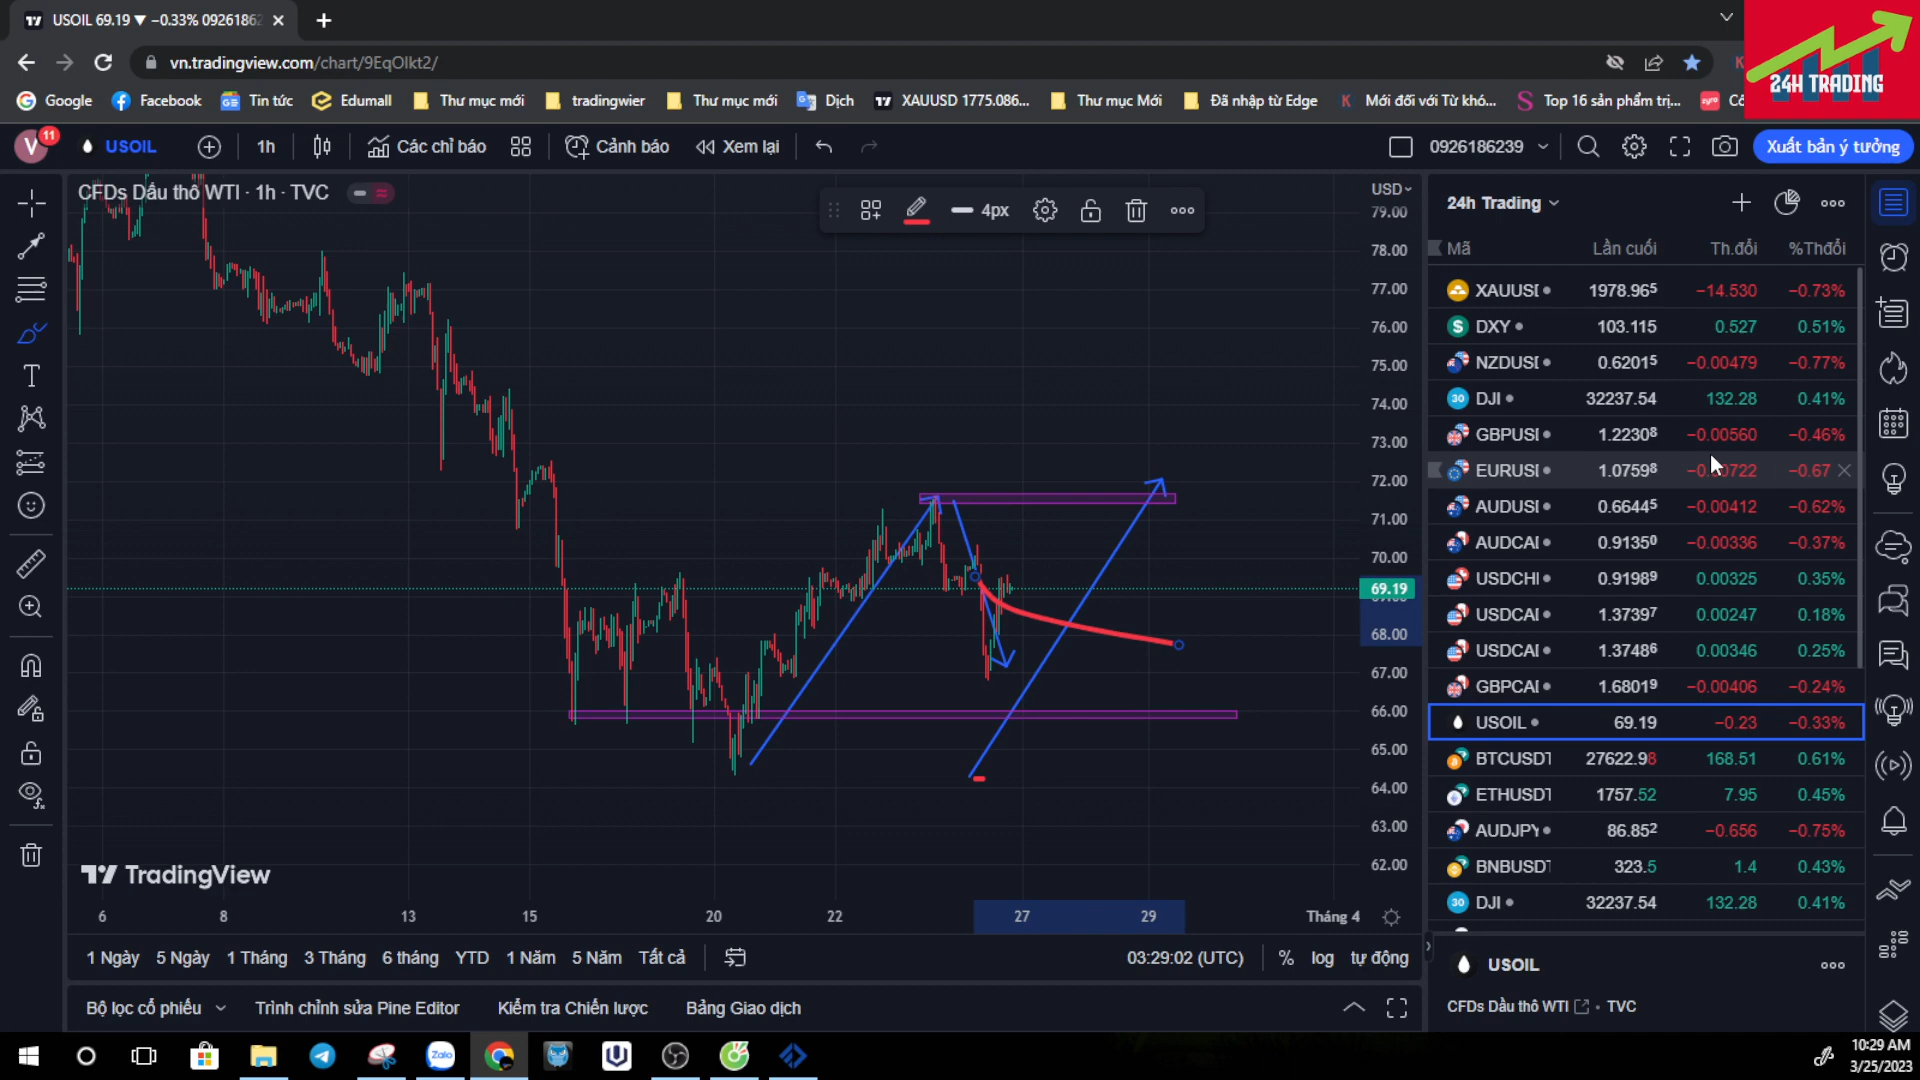 USOIL 69.19 ▼ −0.33% 09261862
24H TRADING
vn.tradingview.com/chart/9EqOlkt2/
Google
Facebook
Tin tức
Edumall
Thư mục mới
tradingwier
Thư mục mới
Dịch
XAUUSD 1775.086...
Thư mục Mới
Đã nhập từ Edge
Mới đối với Từ khó...
Top 16 sản phẩm trị...
V
11
USOIL
1h
Các chỉ báo
Cảnh báo
Xem lại
0926186239
Xuất bản ý tưởng
CFDs Dầu thô WTI · 1h · TVC
4px
USD
79.00
78.00
77.00
76.00
75.00
74.00
73.00
72.00
71.00
70.00
69.19
68.00
67.00
66.00
65.00
64.00
63.00
62.00
TradingView
6 8 13 15 20 22 27 29 Tháng 4
1 Ngày 5 Ngày 1 Tháng 3 Tháng 6 tháng YTD 1 Năm 5 Năm Tất cả
03:29:02 (UTC) % log tự động
Bộ lọc cổ phiếu Trình chỉnh sửa Pine Editor Kiểm tra Chiến lược Bảng Giao dịch
24h Trading
Mã Lần cuối Th.đổi %Thđổi
XAUUSI 1978.965 −14.530 −0.73%
DXY 103.115 0.527 0.51%
NZDUSI 0.62015 −0.00479 −0.77%
DJI 32237.54 132.28 0.41%
GBPUSI 1.22308 −0.00560 −0.46%
EURUSI 1.07598 −0.67
AUDUSI 0.66445 −0.00412 −0.62%
AUDCAI 0.91350 −0.00336 −0.37%
USDCHI 0.91989 0.00325 0.35%
USDCAI 1.37397 0.00247 0.18%
USDCAI 1.37486 0.00346 0.25%
GBPCAI 1.68019 −0.00406 −0.24%
USOIL 69.19 −0.23 −0.33%
BTCUSDT 27622.98 168.51 0.61%
ETHUSDT 1757.52 7.95 0.45%
AUDJPY 86.852 −0.656 −0.75%
BNBUSDT 323.5 1.4 0.43%
DJI 32237.54 132.28 0.41%
USOIL
CFDs Dầu thô WTI · TVC
Zalo
10:29 AM
3/25/2023